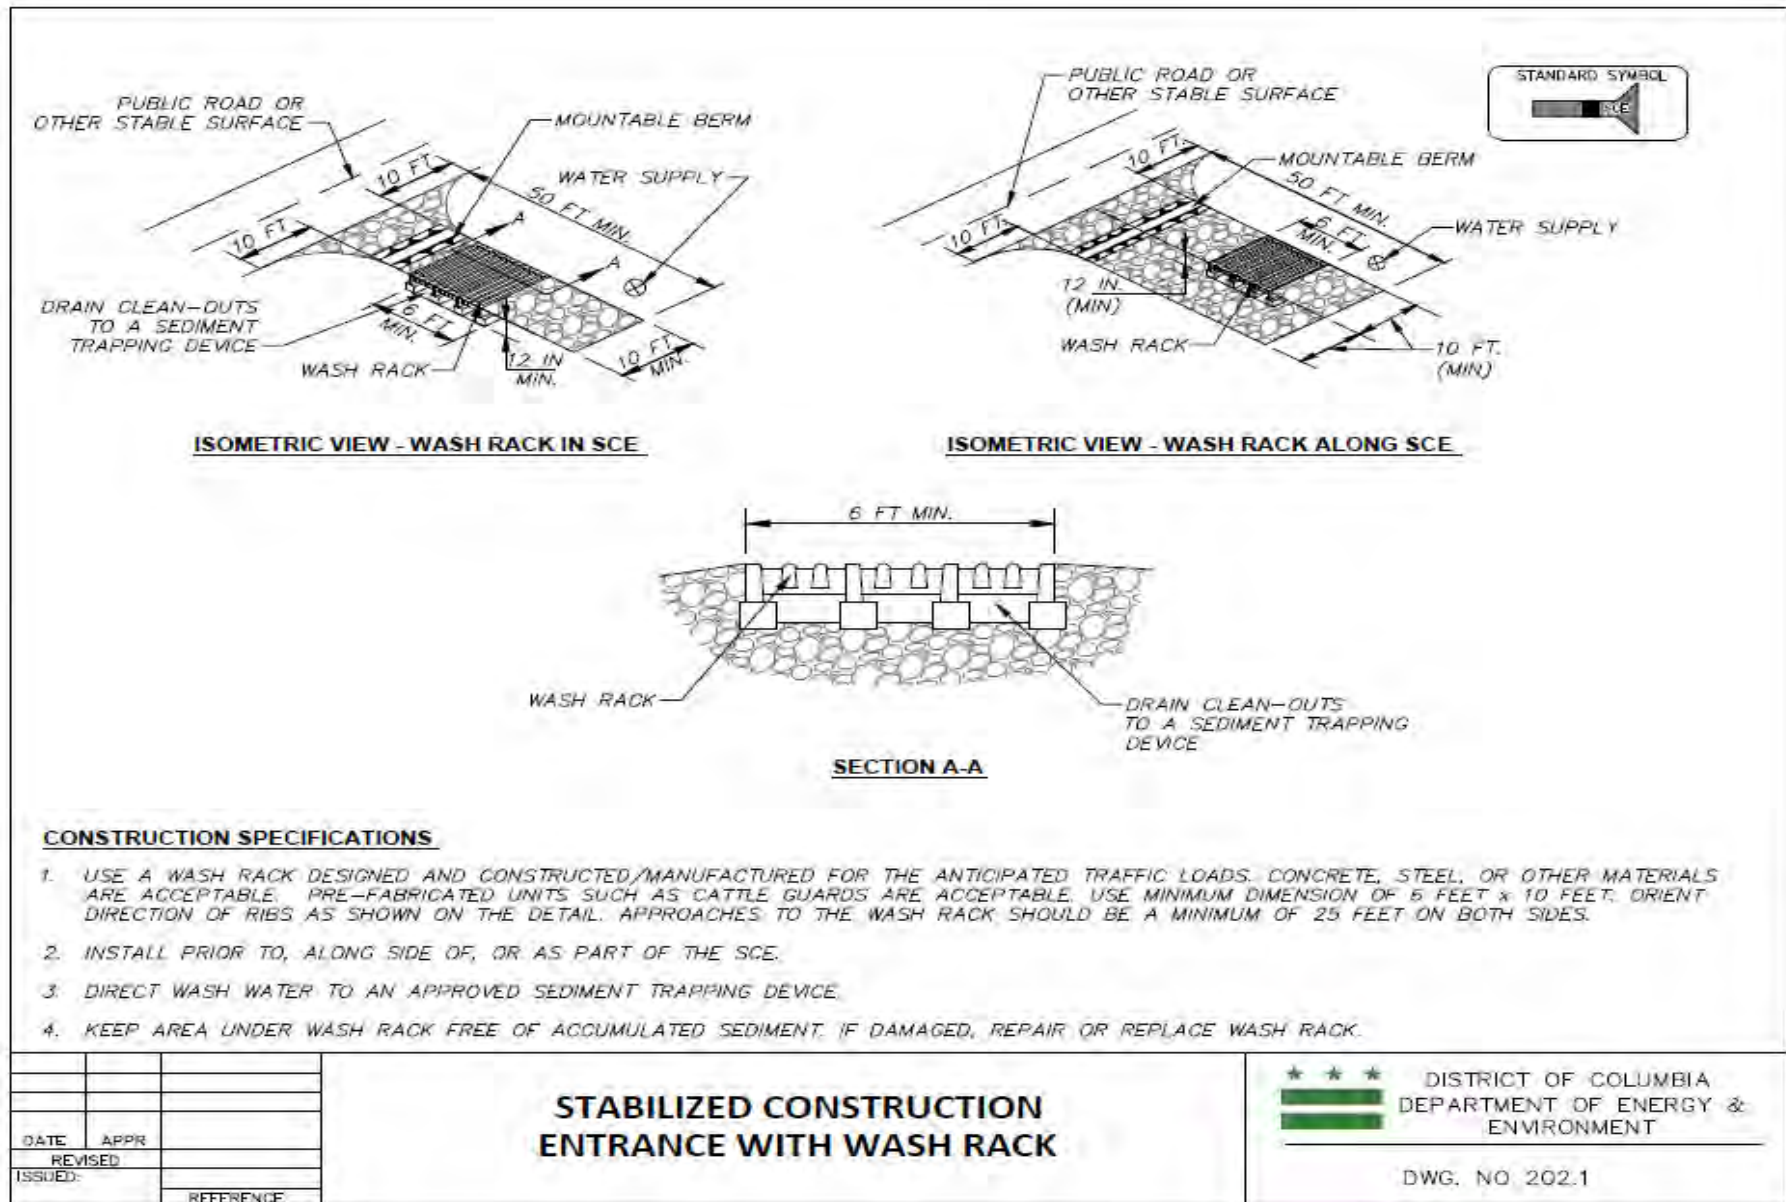 PUBLIC ROAD OR
OTHER STABLE SURFACE
MOUNTABLE BERM
WATER SUPPLY
10 FT.
50 FT MIN.
10 FT.
A
A
DRAIN CLEAN-OUTS
TO A SEDIMENT
TRAPPING DEVICE
6 FT
MIN.
WASH RACK
12 IN
MIN.
10 FT.
MIN.
ISOMETRIC VIEW - WASH RACK IN SCE
PUBLIC ROAD OR
OTHER STABLE SURFACE
STANDARD SYMBOL
SCE
10 FT.
MOUNTABLE BERM
50 FT MIN.
10 FT.
6 FT.
MIN.
WATER SUPPLY
12 IN.
(MIN)
WASH RACK
10 FT.
(MIN)
ISOMETRIC VIEW - WASH RACK ALONG SCE
6 FT MIN.
WASH RACK
DRAIN CLEAN-OUTS
TO A SEDIMENT TRAPPING
DEVICE
SECTION A-A
CONSTRUCTION SPECIFICATIONS
1. USE A WASH RACK DESIGNED AND CONSTRUCTED/MANUFACTURED FOR THE ANTICIPATED TRAFFIC LOADS. CONCRETE, STEEL, OR OTHER MATERIALS
ARE ACCEPTABLE. PRE-FABRICATED UNITS SUCH AS CATTLE GUARDS ARE ACCEPTABLE. USE MINIMUM DIMENSION OF 6 FEET x 10 FEET. ORIENT
DIRECTION OF RIBS AS SHOWN ON THE DETAIL. APPROACHES TO THE WASH RACK SHOULD BE A MINIMUM OF 25 FEET ON BOTH SIDES.
2. INSTALL PRIOR TO, ALONG SIDE OF, OR AS PART OF THE SCE.
3. DIRECT WASH WATER TO AN APPROVED SEDIMENT TRAPPING DEVICE.
4. KEEP AREA UNDER WASH RACK FREE OF ACCUMULATED SEDIMENT. IF DAMAGED, REPAIR OR REPLACE WASH RACK.
DATE APPR
REVISED
ISSUED:
REFERENCE
STABILIZED CONSTRUCTION
ENTRANCE WITH WASH RACK
DISTRICT OF COLUMBIA
DEPARTMENT OF ENERGY &
ENVIRONMENT
DWG. NO 202.1